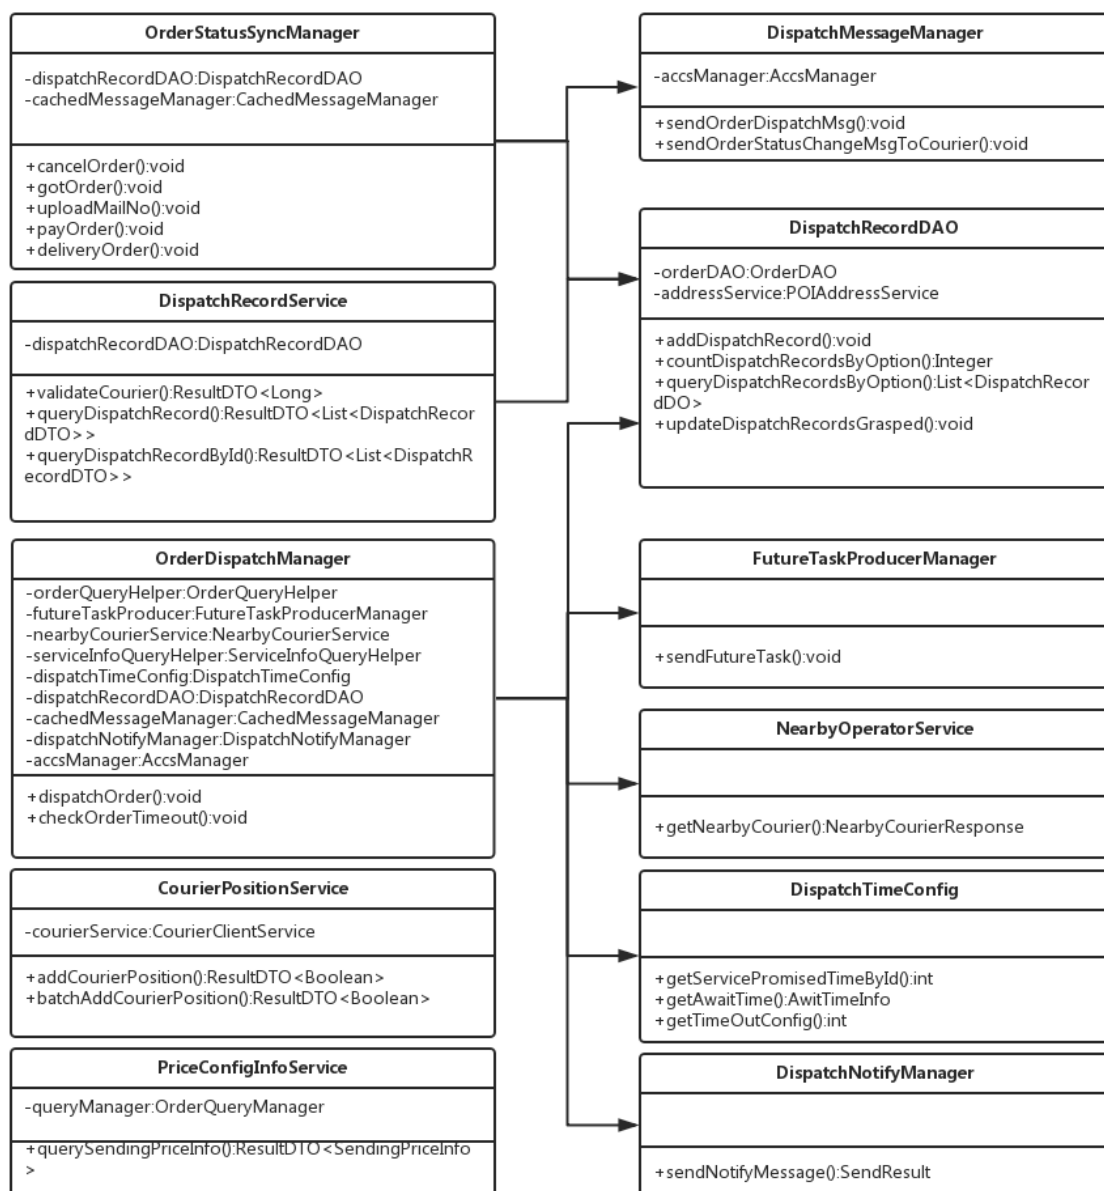 OrderStatusSyncManager
-dispatchRecordDAO:DispatchRecordDAO
-cachedMessageManager:CachedMessageManager
+cancelOrder():void
+gotOrder():void
+uploadMailNo():void
+payOrder():void
+deliveryOrder():void
DispatchRecordService
-dispatchRecordDAO:DispatchRecordDAO
+validateCourier():ResultDTO<Long>
+queryDispatchRecord():ResultDTO<List<DispatchRecor
dDTO>>
+queryDispatchRecordById():ResultDTO<List<DispatchR
ecordDTO>>
OrderDispatchManager
-orderQueryHelper:OrderQueryHelper
-futureTaskProducer:FutureTaskProducerManager
-nearbyCourierService:NearbyCourierService
-serviceInfoQueryHelper:ServiceInfoQueryHelper
-dispatchTimeConfig:DispatchTimeConfig
-dispatchRecordDAO:DispatchRecordDAO
-cachedMessageManager:CachedMessageManager
-dispatchNotifyManager:DispatchNotifyManager
-accsManager:AccsManager
+dispatchOrder():void
+checkOrderTimeout():void
CourierPositionService
-courierService:CourierClientService
+addCourierPosition():ResultDTO<Boolean>
+batchAddCourierPosition():ResultDTO<Boolean>
PriceConfigInfoService
-queryManager:OrderQueryManager
+querySendingPriceInfo():ResultDTO<SendingPriceInfo
>
DispatchMessageManager
-accsManager:AccsManager
+sendOrderDispatchMsg():void
+sendOrderStatusChangeMsgToCourier():void
DispatchRecordDAO
-orderDAO:OrderDAO
-addressService:POIAddressService
+addDispatchRecord():void
+countDispatchRecordsByOption():Integer
+queryDispatchRecordsByOption():List<DispatchRecor
dDO>
+updateDispatchRecordsGrasped():void
FutureTaskProducerManager
+sendFutureTask():void
NearbyOperatorService
+getNearbyCourier():NearbyCourierResponse
DispatchTimeConfig
+getServicePromisedTimeById():int
+getAwaitTime():AwitTimeInfo
+getTimeOutConfig():int
DispatchNotifyManager
+sendNotifyMessage():SendResult